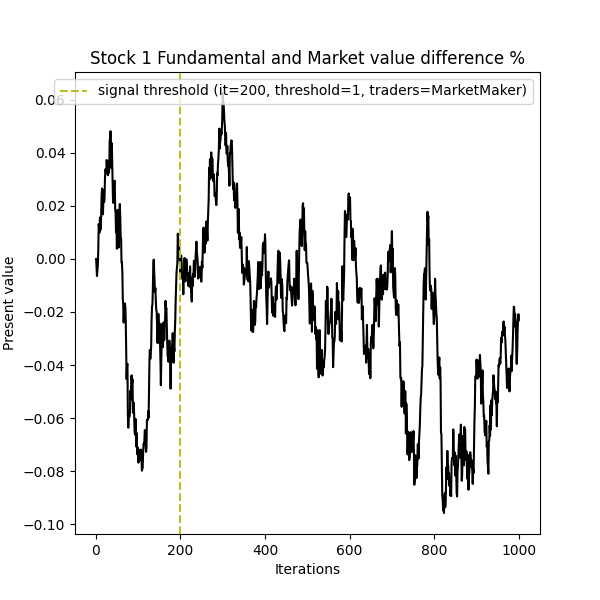 Stock 1 Fundamental and Market value difference %
signal threshold (it=200, threshold=1, traders=MarketMaker)
0.06
0.04
0.02
0.00
−0.02
−0.04
−0.06
−0.08
−0.10
Present value
0 200 400 600 800 1000
Iterations